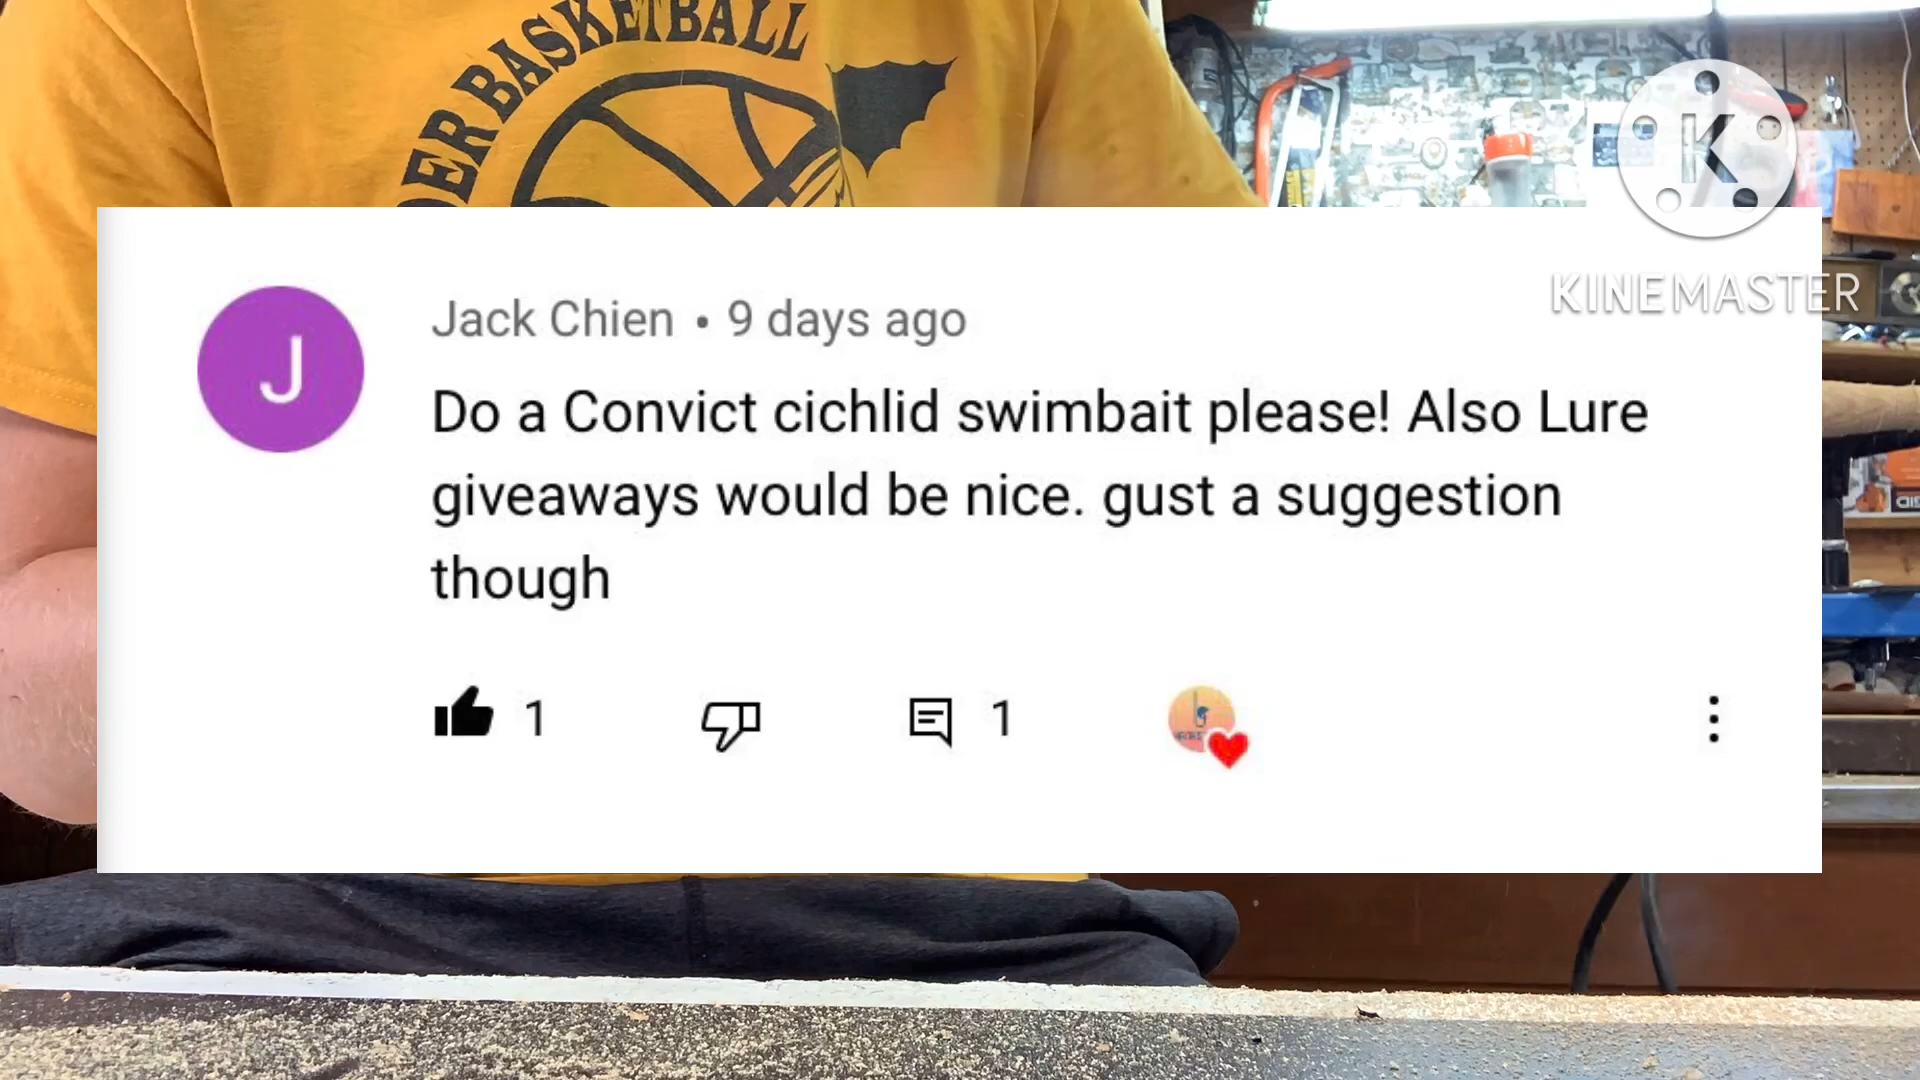 DER BASKETBALL
K
KINEMASTER
J
Jack Chien • 9 days ago
Do a Convict cichlid swimbait please! Also Lure
giveaways would be nice. gust a suggestion
though
1
1